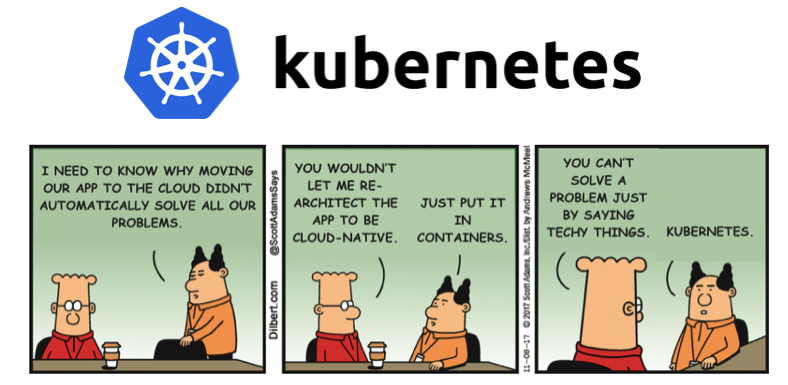 kubernetes
I NEED TO KNOW WHY MOVING
OUR APP TO THE CLOUD DIDN'T
AUTOMATICALLY SOLVE ALL OUR
PROBLEMS.
Dilbert.com @ScottAdamsSays
YOU WOULDN'T
LET ME RE-
ARCHITECT THE
APP TO BE
CLOUD-NATIVE.
JUST PUT IT
IN
CONTAINERS.
11-08-17 © 2017 Scott Adams, Inc./Dist. by Andrews McMeel
YOU CAN'T
SOLVE A
PROBLEM JUST
BY SAYING
TECHY THINGS.
KUBERNETES.